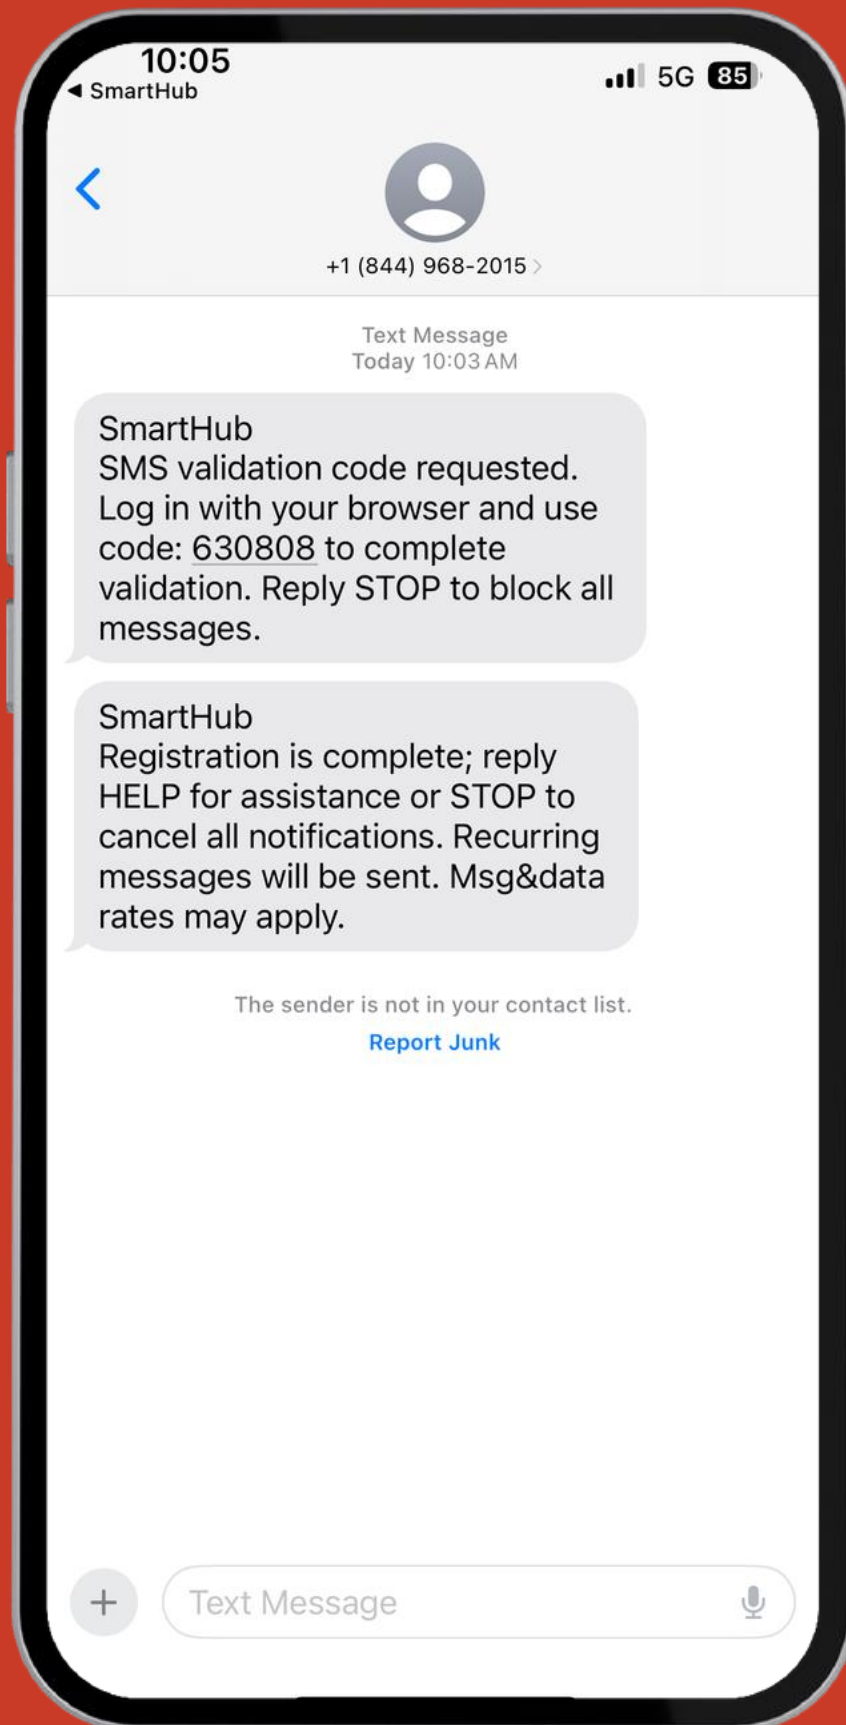 10:05
◀ SmartHub
5G 85
+1 (844) 968-2015
Text Message
Today 10:03 AM
SmartHub
SMS validation code requested.
Log in with your browser and use
code: 630808 to complete
validation. Reply STOP to block all
messages.
SmartHub
Registration is complete; reply
HELP for assistance or STOP to
cancel all notifications. Recurring
messages will be sent. Msg&data
rates may apply.
The sender is not in your contact list.
Report Junk
Text Message